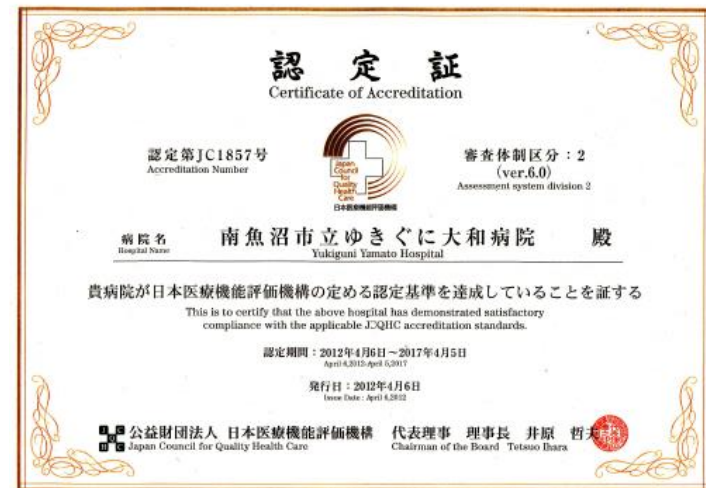 認定証
Certificate of Accreditation
認定第JC1857号
Accreditation Number
Japan
Council
for
Quality
Health
Care
日本医療機能評価機構
審査体制区分：2
(ver.6.0)
Assessment system division 2
病院名
Hospital Name
南魚沼市立ゆきぐに大和病院 殿
Yukiguni Yamato Hospital
貴病院が日本医療機能評価機構の定める認定基準を達成していることを証する
This is to certify that the above hospital has demonstrated satisfactory
compliance with the applicable JCQHC accreditation standards.
認定期間：2012年4月6日～2017年4月5日
April 6,2012-April 5,2017
発行日：2012年4月6日
Issue Date : April 6,2012
公益財団法人 日本医療機能評価機構
Japan Council for Quality Health Care
代表理事 理事長 井原 哲夫
Chairman of the Board Tetsuo Ihara